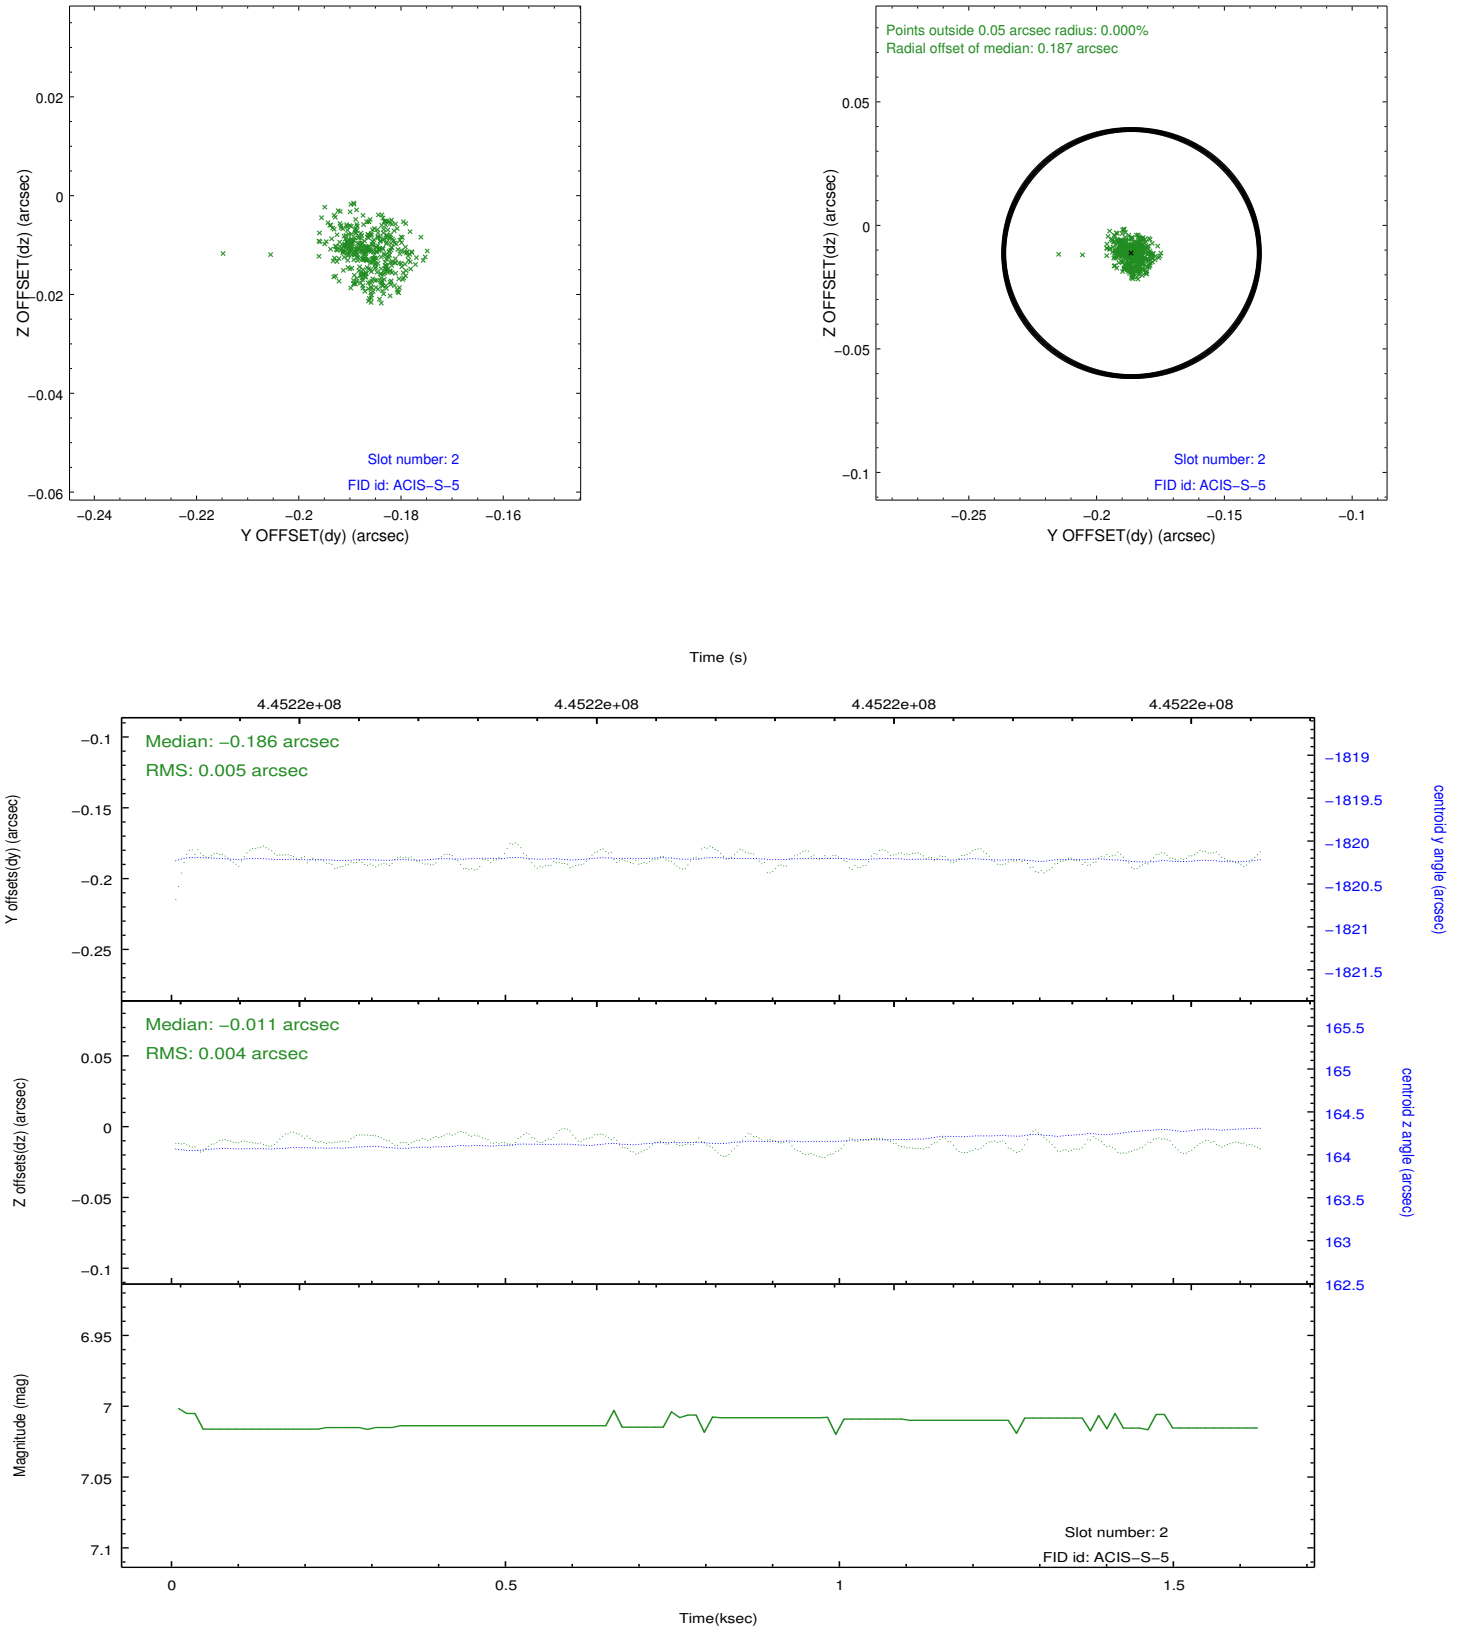 0.02
0
−0.02
−0.04
−0.06
Z OFFSET(dz) (arcsec)
−0.24
−0.22
−0.2
−0.18
−0.16
Y OFFSET(dy) (arcsec)
Slot number: 2
FID id: ACIS−S−5
Points outside 0.05 arcsec radius: 0.000%
Radial offset of median: 0.187 arcsec
0.05
0
−0.05
−0.1
Z OFFSET(dz) (arcsec)
−0.25
−0.2
−0.15
−0.1
Y OFFSET(dy) (arcsec)
Slot number: 2
FID id: ACIS−S−5
Time (s)
4.4522e+08
4.4522e+08
4.4522e+08
4.4522e+08
Median: −0.186 arcsec
RMS: 0.005 arcsec
−0.1
−0.15
−0.2
−0.25
Y offsets(dy) (arcsec)
−1819
−1819.5
−1820
−1820.5
−1821
−1821.5
centroid y angle (arcsec)
Median: −0.011 arcsec
RMS: 0.004 arcsec
0.05
0
−0.05
−0.1
Z offsets(dz) (arcsec)
165.5
165
164.5
164
163.5
163
162.5
centroid z angle (arcsec)
6.95
7
7.05
7.1
Magnitude (mag)
Slot number: 2
FID id: ACIS−S−5
0
0.5
1
1.5
Time(ksec)